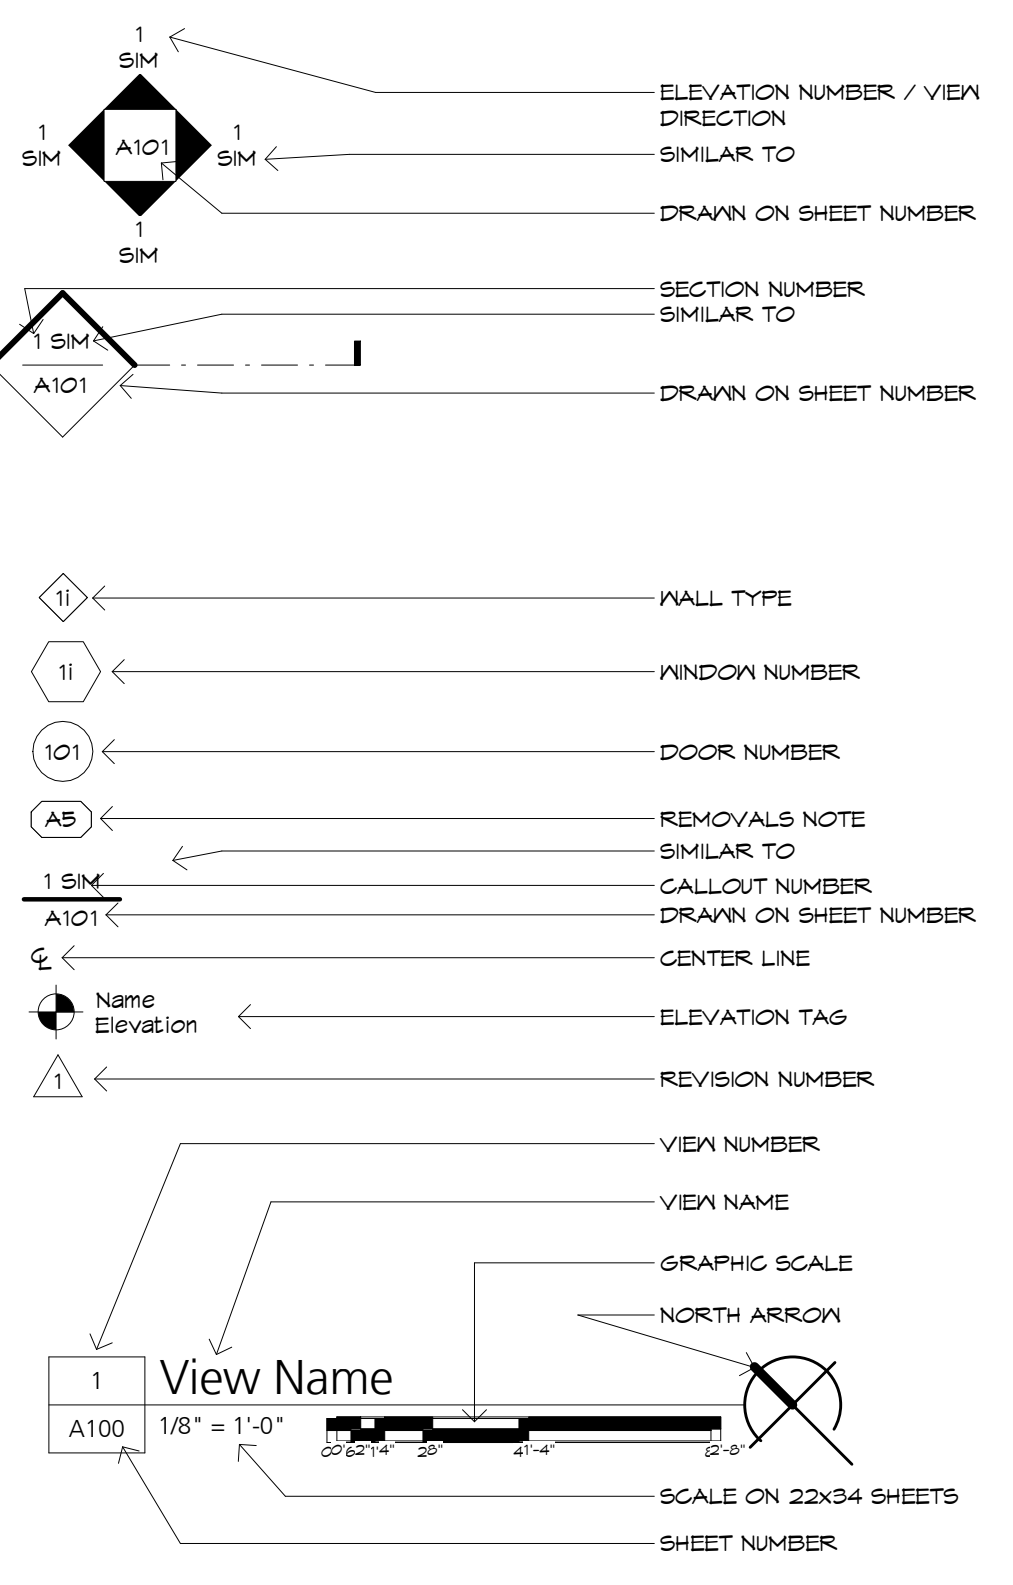 1
SIM
ELEVATION NUMBER / VIEW
DIRECTION
1
SIM
A101
1
SIM
SIMILAR TO
DRAWN ON SHEET NUMBER
1
SIM
SECTION NUMBER
SIMILAR TO
1 SIM
A101
DRAWN ON SHEET NUMBER
1i
WALL TYPE
1i
WINDOW NUMBER
101
DOOR NUMBER
A5
REMOVALS NOTE
SIMILAR TO
1 SIM
CALLOUT NUMBER
A101
DRAWN ON SHEET NUMBER
℄
CENTER LINE
Name
Elevation
ELEVATION TAG
1
REVISION NUMBER
VIEW NUMBER
VIEW NAME
GRAPHIC SCALE
NORTH ARROW
1
View Name
A100
1/8" = 1'-0"
SCALE ON 22x34 SHEETS
SHEET NUMBER